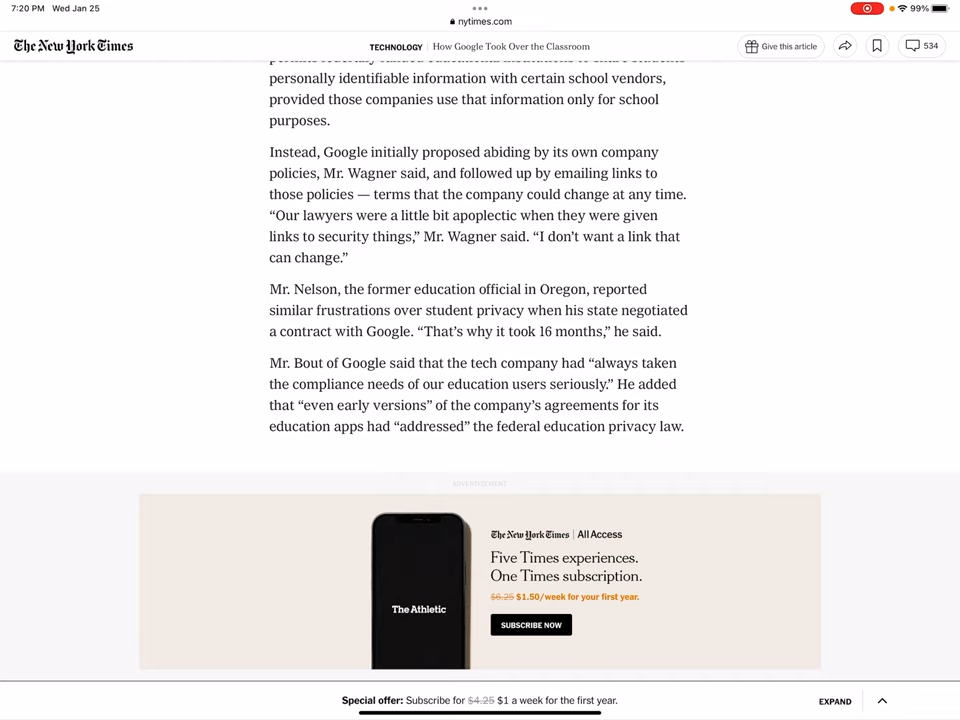 7:20 PM Wed Jan 25
99%
nytimes.com
The New York Times
TECHNOLOGY | How Google Took Over the Classroom
Give this article
534
personally identifiable information with certain school vendors,
provided those companies use that information only for school
purposes.
Instead, Google initially proposed abiding by its own company
policies, Mr. Wagner said, and followed up by emailing links to
those policies — terms that the company could change at any time.
“Our lawyers were a little bit apoplectic when they were given
links to security things,” Mr. Wagner said. “I don’t want a link that
can change.”
Mr. Nelson, the former education official in Oregon, reported
similar frustrations over student privacy when his state negotiated
a contract with Google. “That’s why it took 16 months,” he said.
Mr. Bout of Google said that the tech company had “always taken
the compliance needs of our education users seriously.” He added
that “even early versions” of the company’s agreements for its
education apps had “addressed” the federal education privacy law.
ADVERTISEMENT
The New York Times | All Access
Five Times experiences.
One Times subscription.
$6.25 $1.50/week for your first year.
SUBSCRIBE NOW
The Athletic
Special offer: Subscribe for $4.25 $1 a week for the first year.
EXPAND